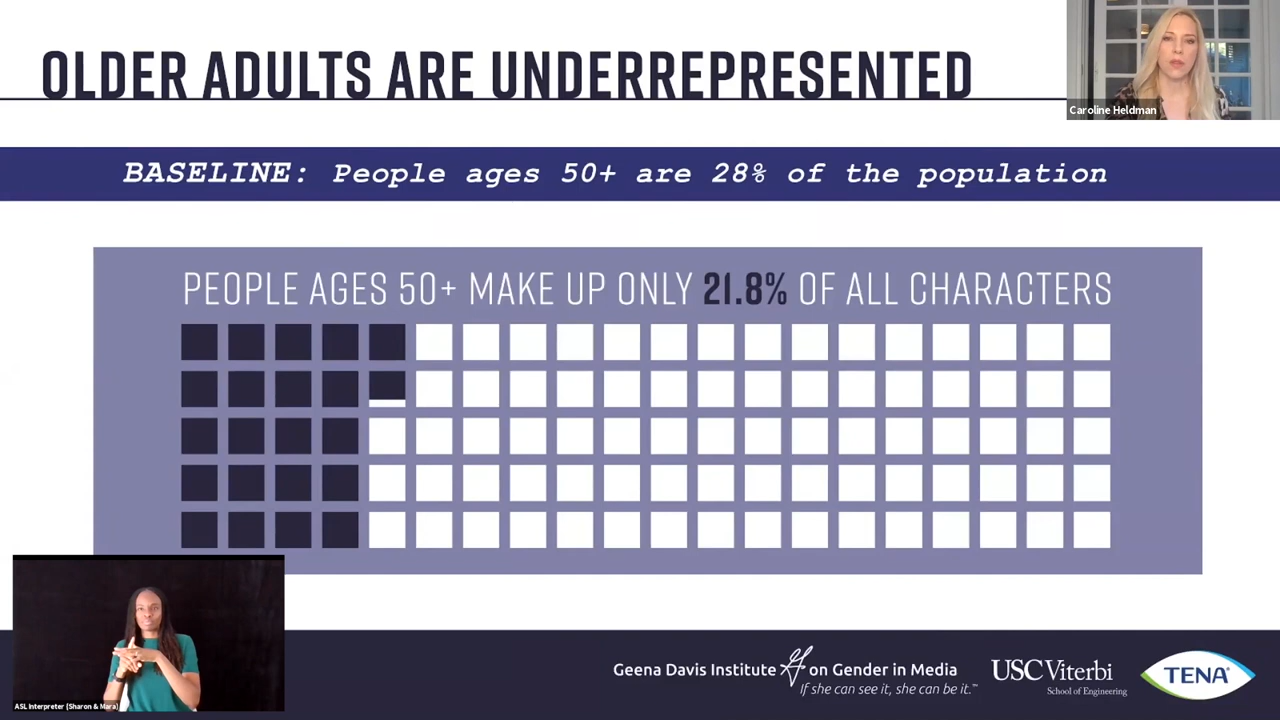 OLDER ADULTS ARE UNDERREPRESENTED
Caroline Heldman
BASELINE: People ages 50+ are 28% of the population
PEOPLE AGES 50+ MAKE UP ONLY 21.8% OF ALL CHARACTERS
Geena Davis Institute on Gender in Media
If she can see it, she can be it.™
USC Viterbi
School of Engineering
TENA®
ASL Interpreter (Sharon & Mara)